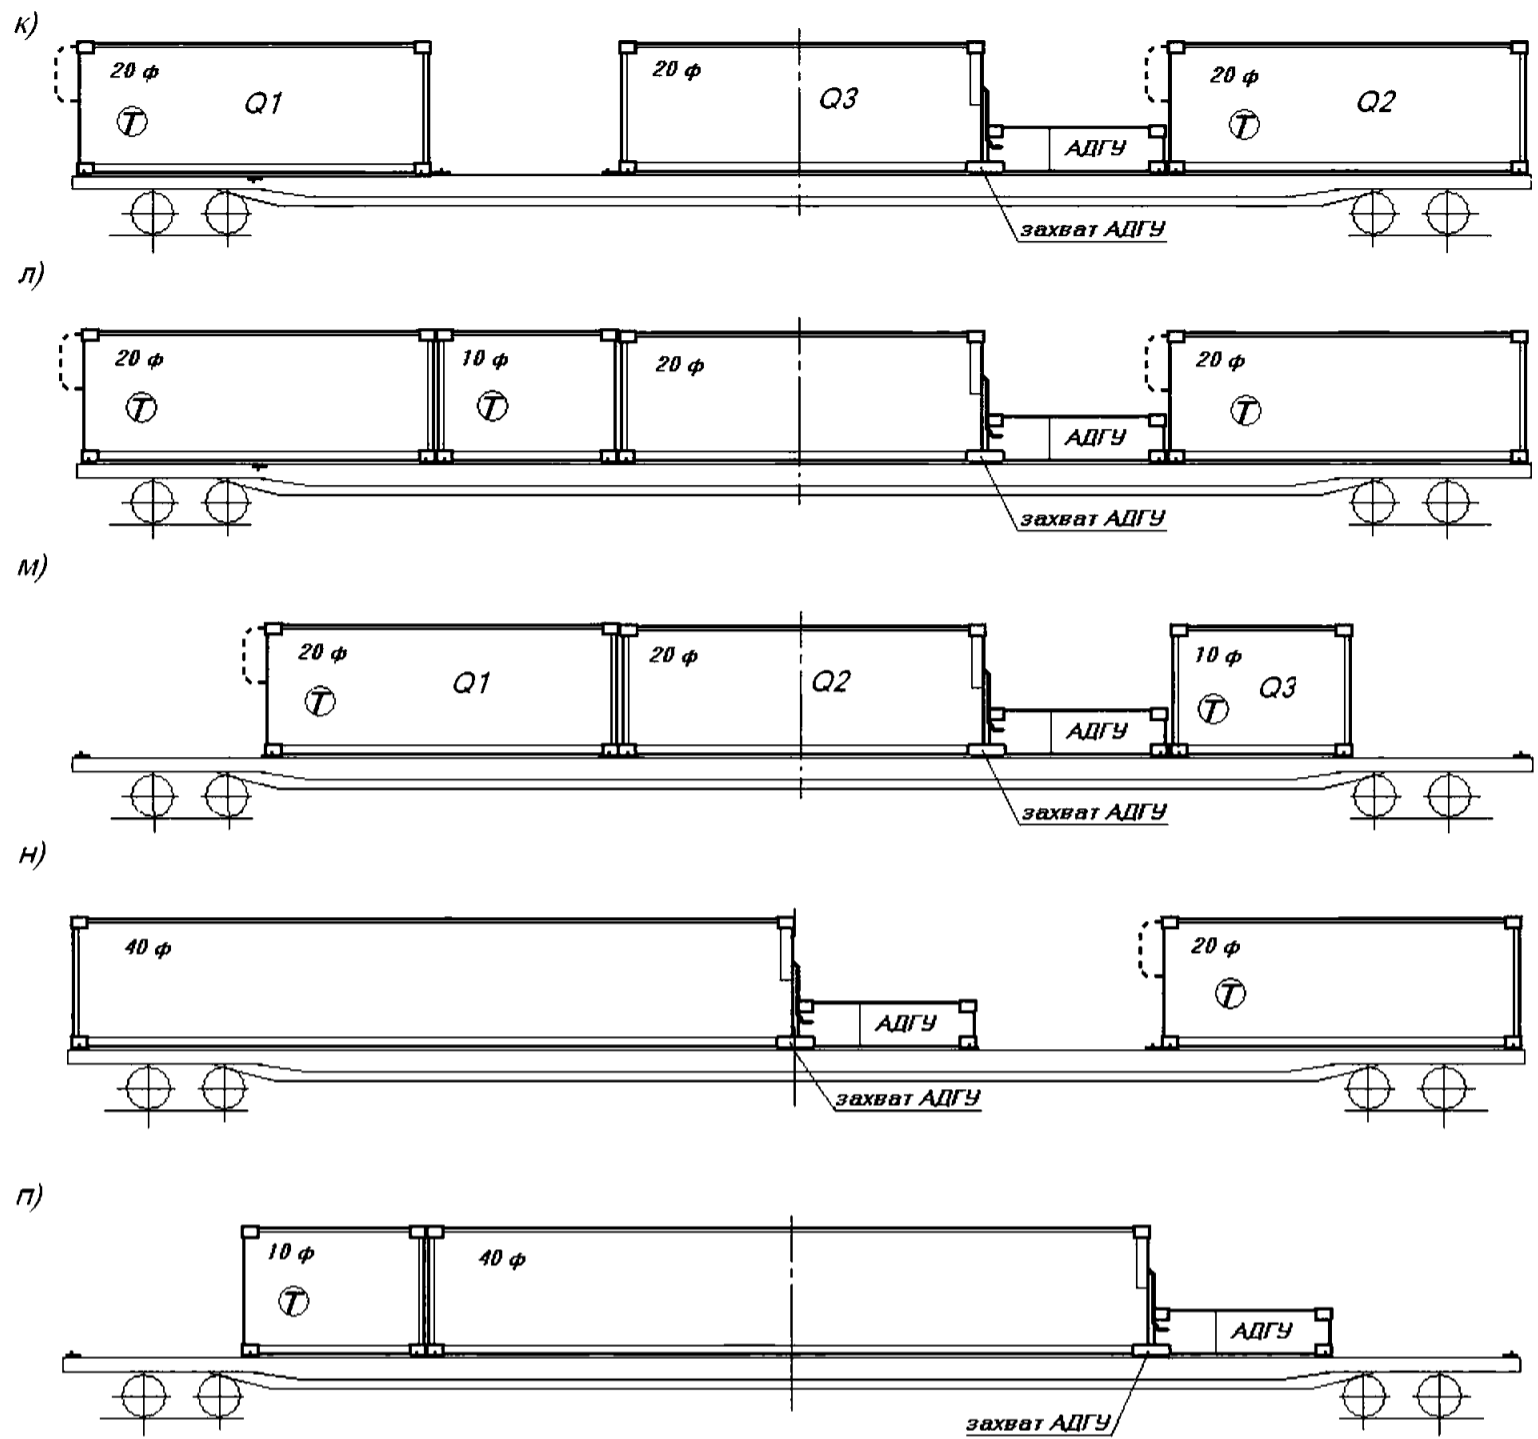 к)
20 ф Q1 Т
20 ф Q3
АДГУ
20 ф Q2 Т
захват АДГУ
л)
20 ф Т
10 ф Т
20 ф
АДГУ
20 ф Т
захват АДГУ
м)
20 ф Q1 Т
20 ф Q2
АДГУ
10 ф Q3 Т
захват АДГУ
н)
40 ф
АДГУ
20 ф Т
захват АДГУ
п)
10 ф Т
40 ф
АДГУ
захват АДГУ